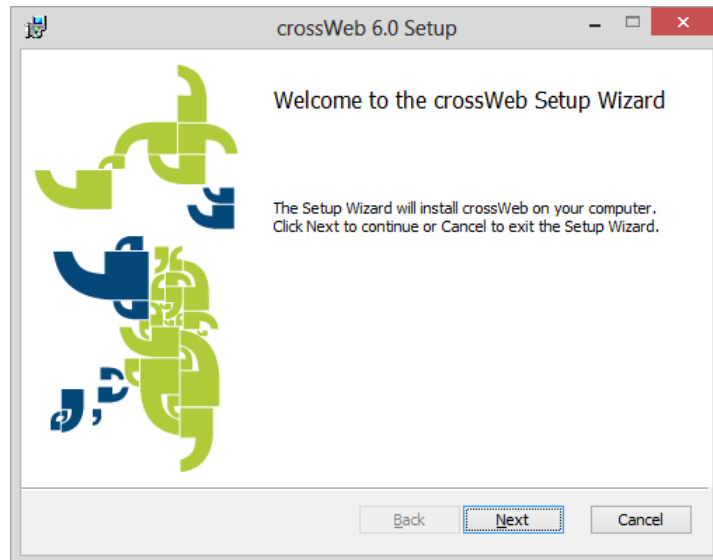 crossWeb 6.0 Setup
Welcome to the crossWeb Setup Wizard
The Setup Wizard will install crossWeb on your computer.
Click Next to continue or Cancel to exit the Setup Wizard.
Back Next Cancel